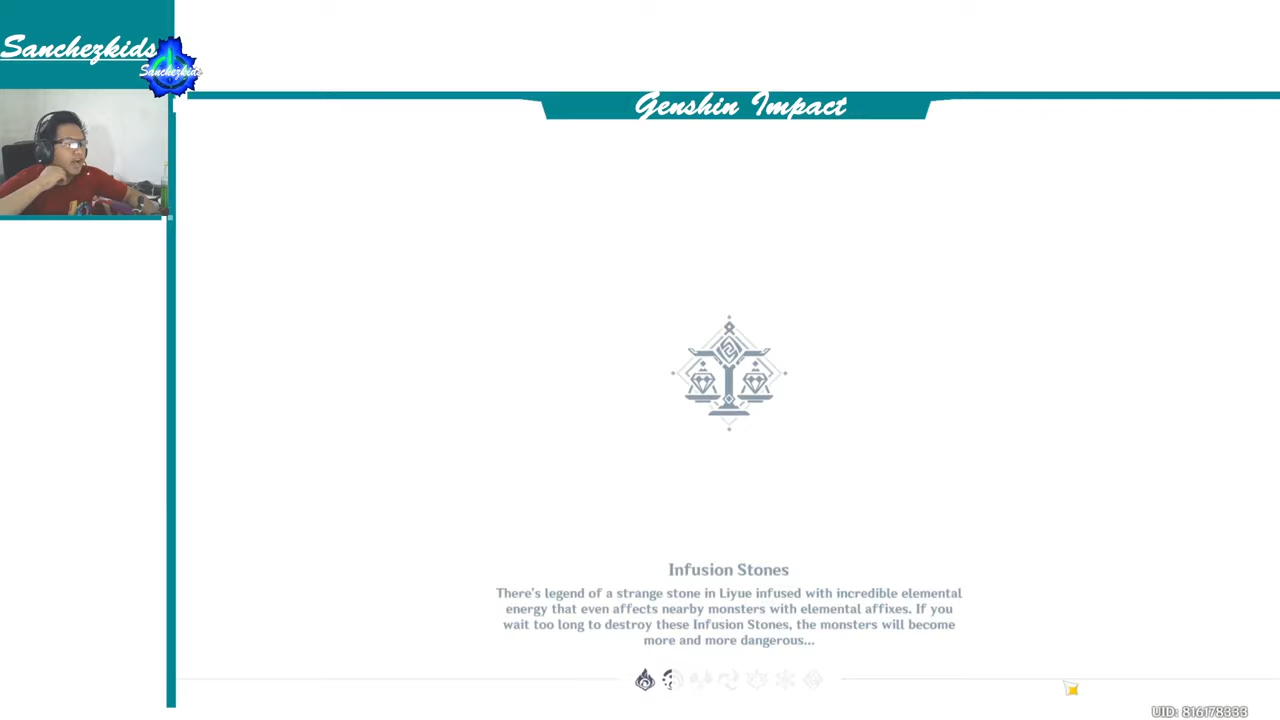 Sanchezkids
Sanchezkids
Genshin Impact
Infusion Stones
There's legend of a strange stone in Liyue infused with incredible elemental
energy that even affects nearby monsters with elemental affixes. If you
wait too long to destroy these Infusion Stones, the monsters will become
more and more dangerous...
UID: 816178333